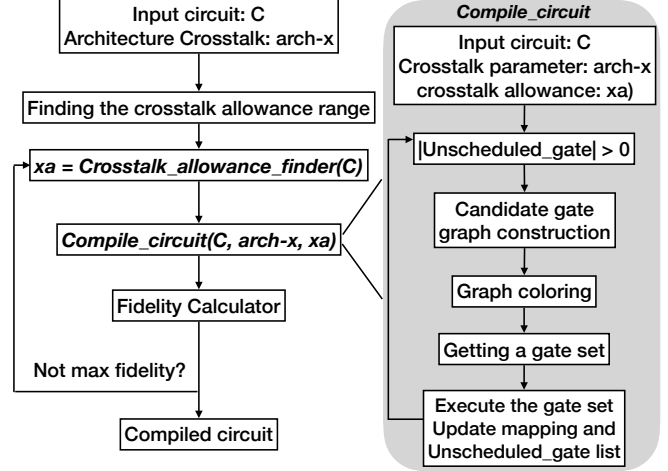 Input circuit: C
Architecture Crosstalk: arch-x
Finding the crosstalk allowance range
xa = Crosstalk_allowance_finder(C)
Compile_circuit(C, arch-x, xa)
Fidelity Calculator
Not max fidelity?
Compiled circuit
Compile_circuit
Input circuit: C
Crosstalk parameter: arch-x
crosstalk allowance: xa)
|Unscheduled_gate| > 0
Candidate gate
graph construction
Graph coloring
Getting a gate set
Execute the gate set
Update mapping and
Unscheduled_gate list